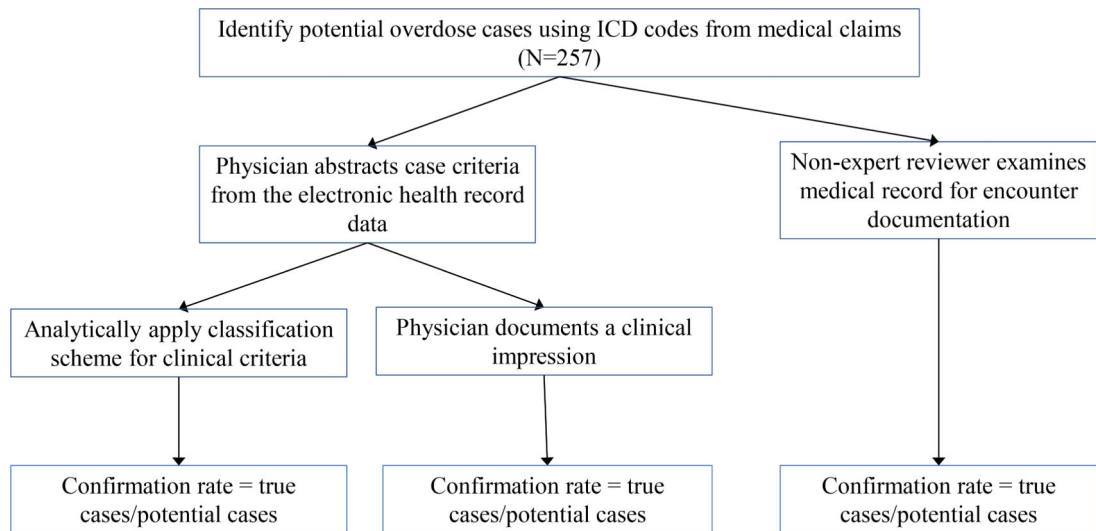 Identify potential overdose cases using ICD codes from medical claims
(N=257)
Physician abstracts case criteria
from the electronic health record
data
Non-expert reviewer examines
medical record for encounter
documentation
Analytically apply classification
scheme for clinical criteria
Physician documents a clinical
impression
Confirmation rate = true
cases/potential cases
Confirmation rate = true
cases/potential cases
Confirmation rate = true
cases/potential cases